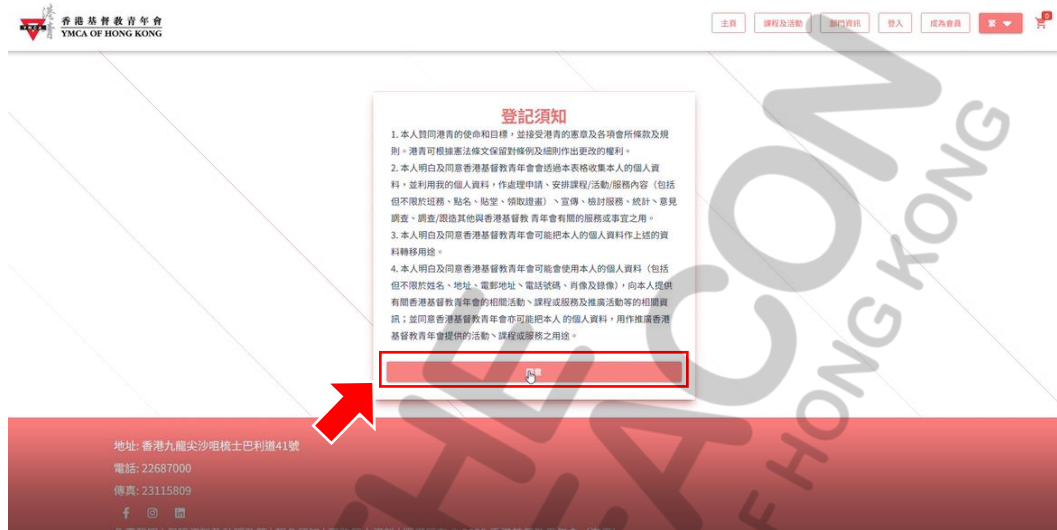 港青
香港基督教青年會
YMCA OF HONG KONG
主頁
課程及活動
部門資訊
登入
成為會員
繁
0
登記須知
1. 本人贊同港青的使命和目標，並接受港青的憲章及各項會所條款及規
則。港青可根據憲法條文保留對條例及細則作出更改的權利。
2. 本人明白及同意香港基督教青年會會透過本表格收集本人的個人資
料，並利用我的個人資料，作處理申請、安排課程/活動/服務內容（包括
但不限於班務、點名、貼堂、領取證書）、宣傳、檢討服務、統計、意見
調查、調查/跟造其他與香港基督教 青年會有關的服務或事宜之用。
3. 本人明白及同意香港基督教青年會可能把本人的個人資料作上述的資
料轉移用途。
4. 本人明白及同意香港基督教青年會可能會使用本人的個人資料（包括
但不限於姓名、地址、電郵地址、電話號碼、肖像及錄像），向本人提供
有關香港基督教青年會的相關活動、課程或服務及推廣活動等的相關資
訊；並同意香港基督教青年會亦可能把本人 的個人資料，用作推廣香港
基督教青年會提供的活動、課程或服務之用途。
地址: 香港九龍尖沙咀梳士巴利道41號
電話: 22687000
傳真: 23115809
THE
EACON
F HONG KONG